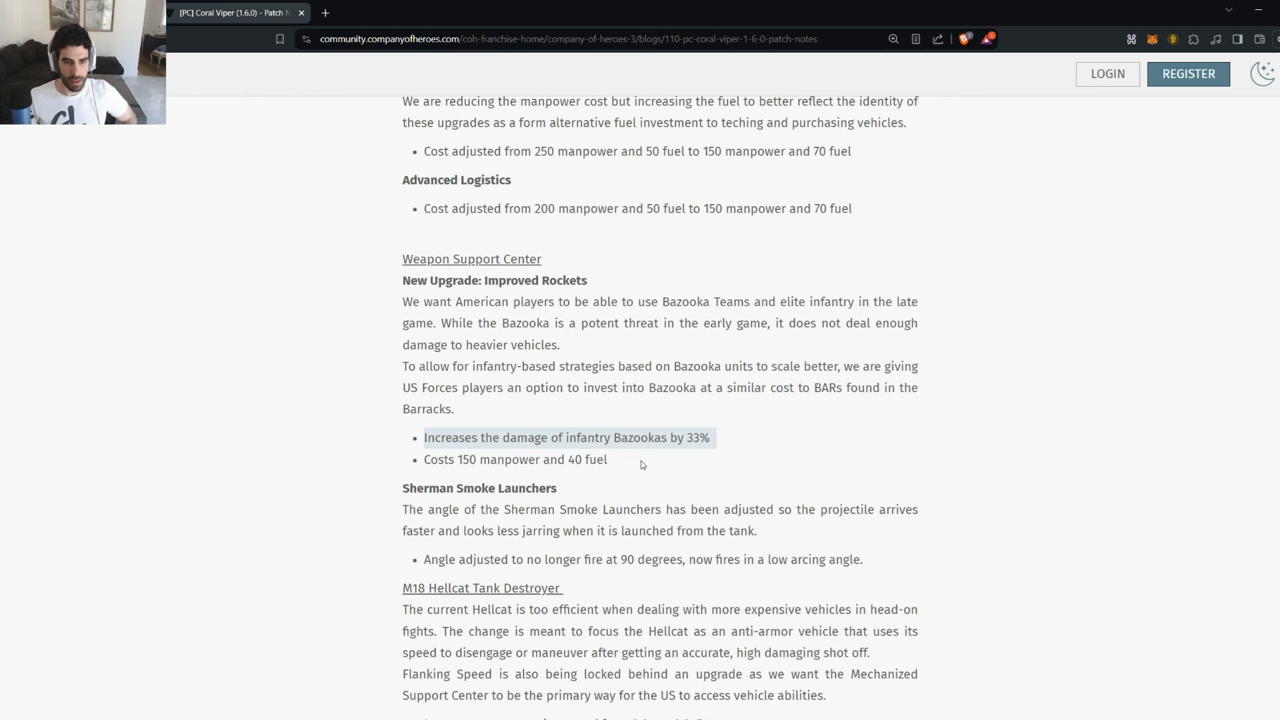 [PC] Coral Viper (1.6.0) - Patch N
community.companyofheroes.com/coh-franchise-home/company-of-heroes-3/blogs/110-pc-coral-viper-1-6-0-patch-notes
LOGIN
REGISTER
We are reducing the manpower cost but increasing the fuel to better reflect the identity of
these upgrades as a form alternative fuel investment to teching and purchasing vehicles.
• Cost adjusted from 250 manpower and 50 fuel to 150 manpower and 70 fuel
Advanced Logistics
• Cost adjusted from 200 manpower and 50 fuel to 150 manpower and 70 fuel
Weapon Support Center
New Upgrade: Improved Rockets
We want American players to be able to use Bazooka Teams and elite infantry in the late
game. While the Bazooka is a potent threat in the early game, it does not deal enough
damage to heavier vehicles.
To allow for infantry-based strategies based on Bazooka units to scale better, we are giving
US Forces players an option to invest into Bazooka at a similar cost to BARs found in the
Barracks.
• Increases the damage of infantry Bazookas by 33%
• Costs 150 manpower and 40 fuel
Sherman Smoke Launchers
The angle of the Sherman Smoke Launchers has been adjusted so the projectile arrives
faster and looks less jarring when it is launched from the tank.
• Angle adjusted to no longer fire at 90 degrees, now fires in a low arcing angle.
M18 Hellcat Tank Destroyer
The current Hellcat is too efficient when dealing with more expensive vehicles in head-on
fights. The change is meant to focus the Hellcat as an anti-armor vehicle that uses its
speed to disengage or maneuver after getting an accurate, high damaging shot off.
Flanking Speed is also being locked behind an upgrade as we want the Mechanized
Support Center to be the primary way for the US to access vehicle abilities.